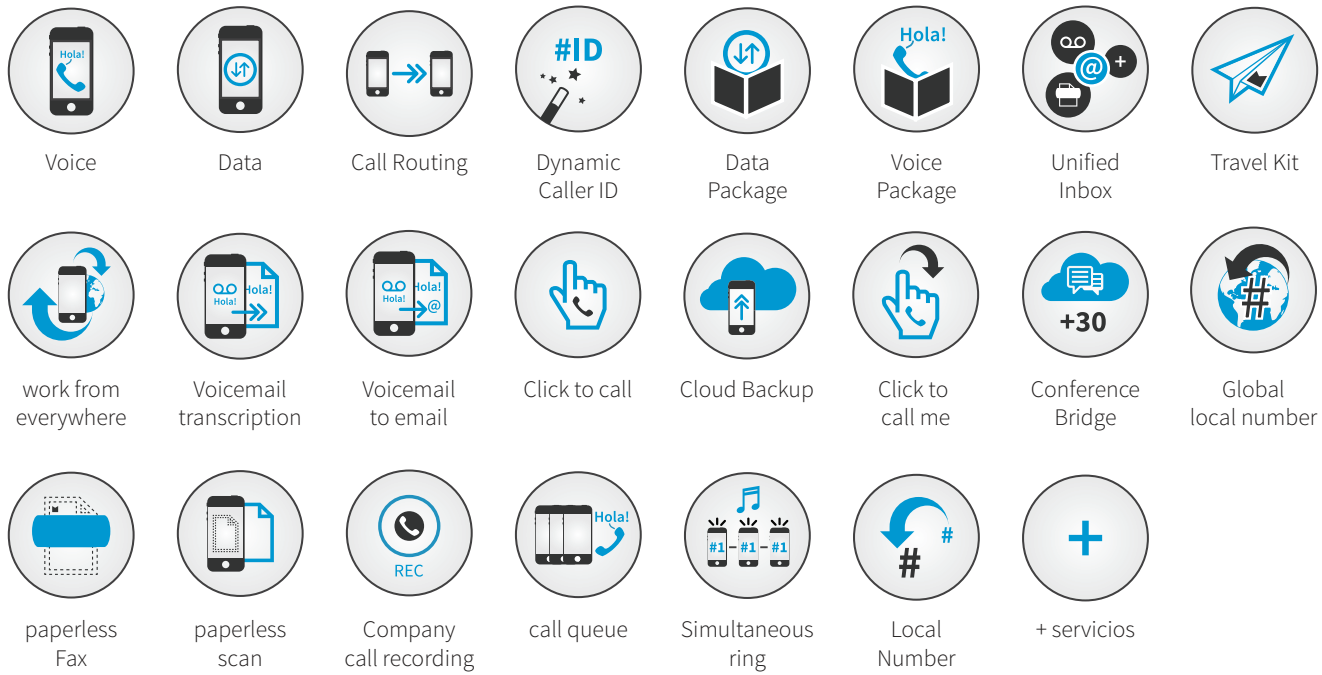 Hola!
#ID
Hola!
@
+
Voice
Data
Call Routing
Dynamic
Caller ID
Data
Package
Voice
Package
Unified
Inbox
Travel Kit
Hola!
Hola!
Hola!
Hola!
@
+30
#
work from
everywhere
Voicemail
transcription
Voicemail
to email
Click to call
Cloud Backup
Click to
call me
Conference
Bridge
Global
local number
REC
Hola!
#1
#1
#1
#
#
+
paperless
Fax
paperless
scan
Company
call recording
call queue
Simultaneous
ring
Local
Number
+ servicios